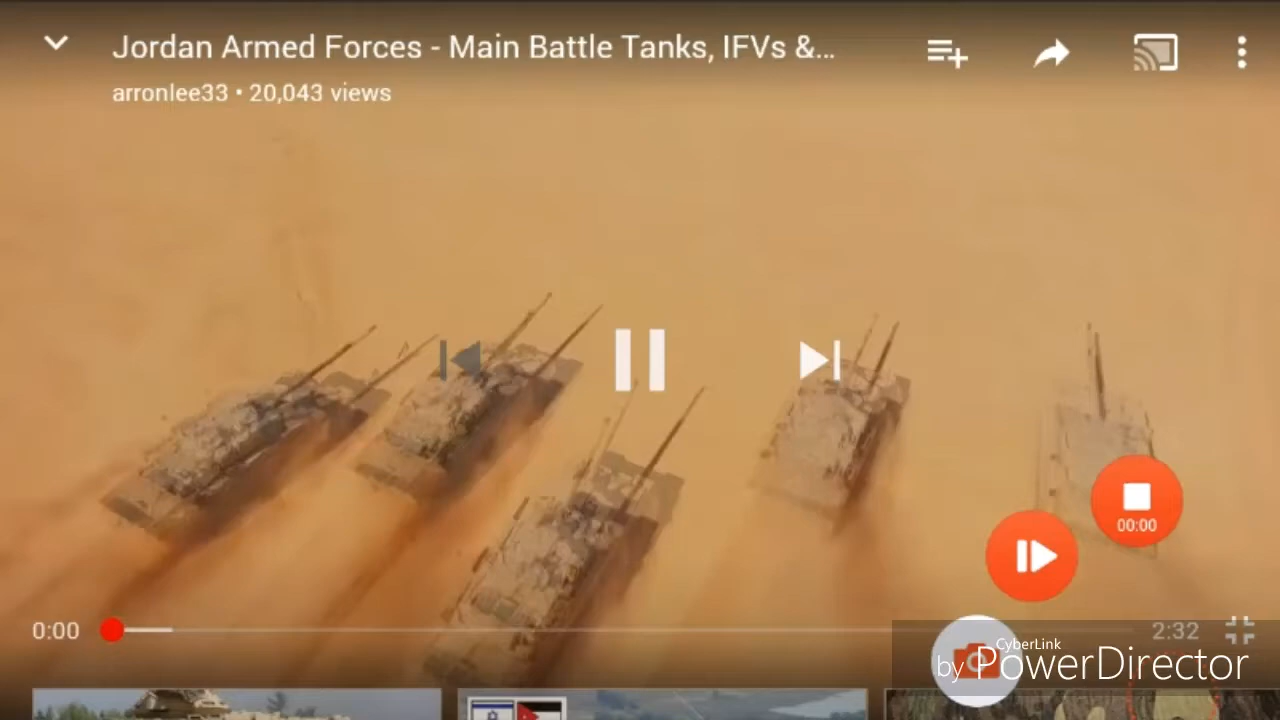 Jordan Armed Forces - Main Battle Tanks, IFVs &...
arronlee33 • 20,043 views
00:00
0:00
2:32
CyberLink
by PowerDirector